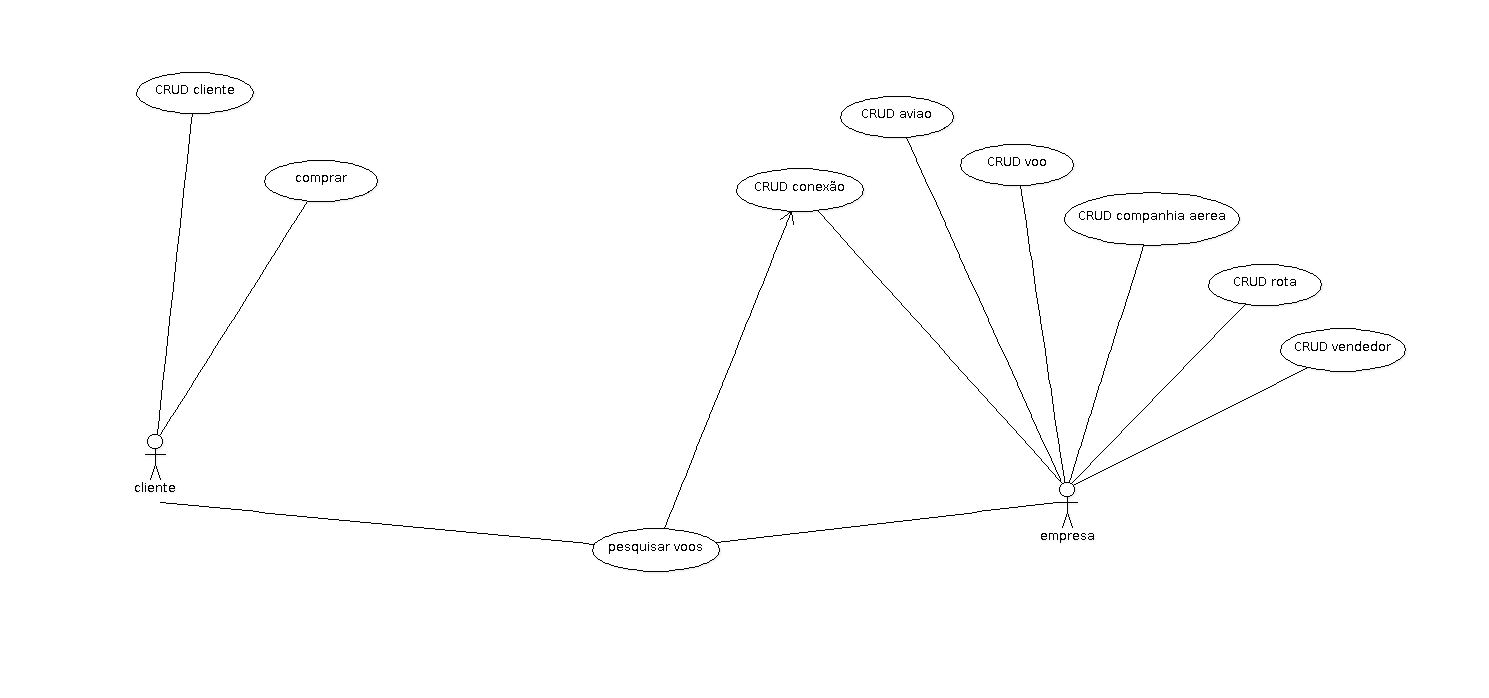 CRUD cliente
CRUD aviao
CRUD voo
comprar
CRUD conexão
CRUD companhia aerea
CRUD rota
CRUD vendedor
cliente
empresa
pesquisar voos